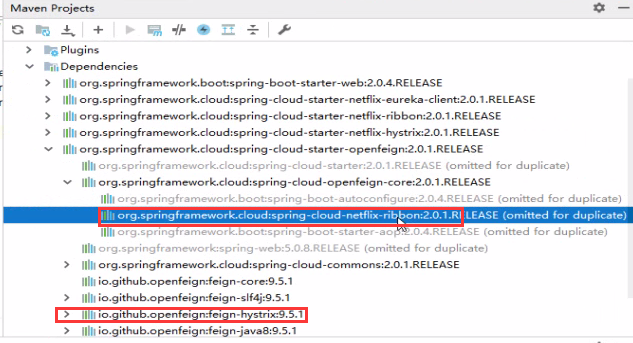 Maven Projects
Plugins
Dependencies
org.springframework.boot:spring-boot-starter-web:2.0.4.RELEASE
org.springframework.cloud:spring-cloud-starter-netflix-eureka-client:2.0.1.RELEASE
org.springframework.cloud:spring-cloud-starter-netflix-ribbon:2.0.1.RELEASE
org.springframework.cloud:spring-cloud-starter-netflix-hystrix:2.0.1.RELEASE
org.springframework.cloud:spring-cloud-starter-openfeign:2.0.1.RELEASE
org.springframework.cloud:spring-cloud-starter:2.0.1.RELEASE (omitted for duplicate)
org.springframework.cloud:spring-cloud-openfeign-core:2.0.1.RELEASE
org.springframework.boot:spring-boot-autoconfigure:2.0.4.RELEASE (omitted for duplicate)
org.springframework.cloud:spring-cloud-netflix-ribbon:2.0.1.RELEASE (omitted for duplicate)
org.springframework.boot:spring-boot-starter-aop:2.0.4.RELEASE (omitted for duplicate)
org.springframework:spring-web:5.0.8.RELEASE (omitted for duplicate)
org.springframework.cloud:spring-cloud-commons:2.0.1.RELEASE
io.github.openfeign:feign-core:9.5.1
io.github.openfeign:feign-slf4j:9.5.1
io.github.openfeign:feign-hystrix:9.5.1
io.github.openfeign:feign-java8:9.5.1